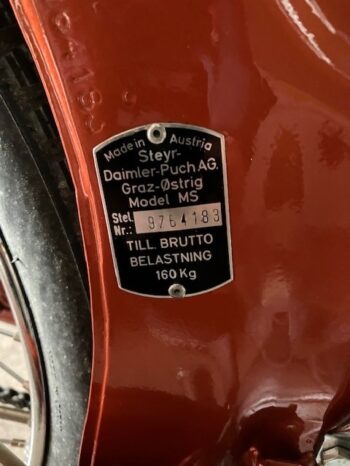 Made in Austria
Steyr-
Daimler-Puch AG.
Graz-Østrig
Model MS
Stel. Nr.: 9764183
TILL. BRUTTO
BELASTNING
160 Kg